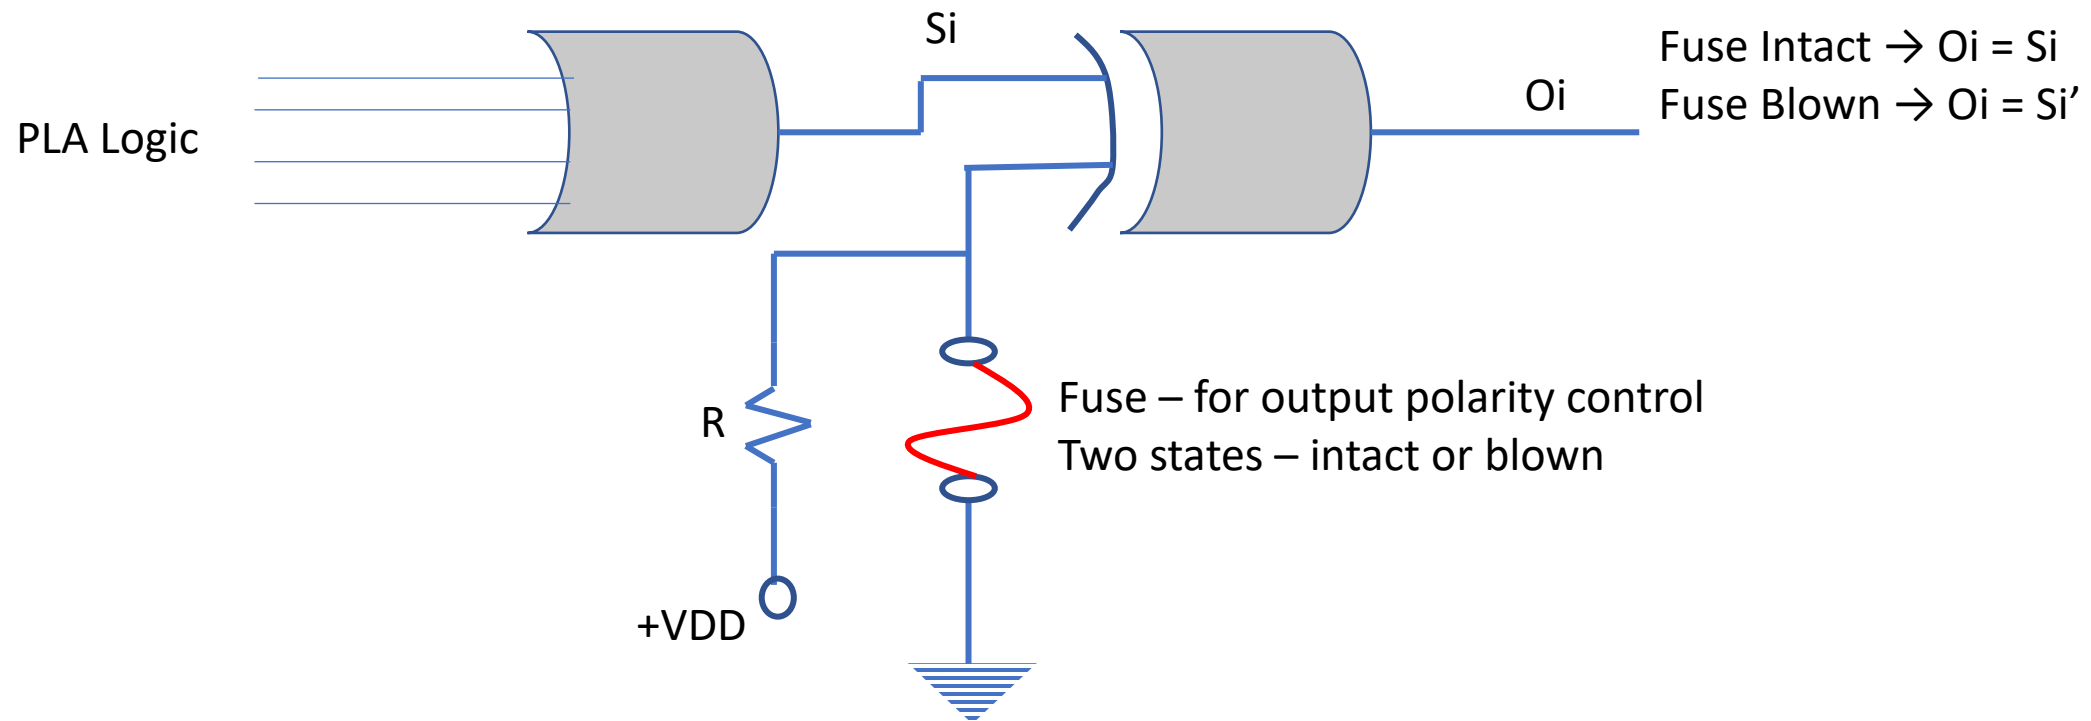 Si
Fuse Intact → Oi = Si
Oi
Fuse Blown → Oi = Si’
PLA Logic
Fuse – for output polarity control
R
Two states – intact or blown
+VDD